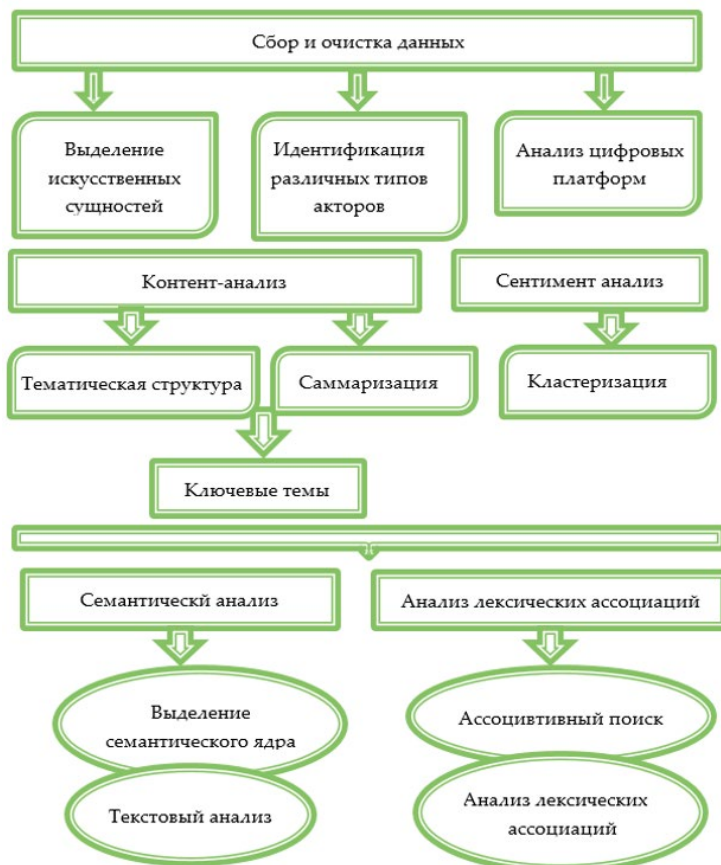 Сбор и очистка данных
Выделение
искусственных
сущностей
Идентификация
различных типов
акторов
Анализ цифровых
платформ
Контент-анализ
Сентимент анализ
Тематическая структура
Саммаризация
Кластеризация
Ключевые темы
Семантическй анализ
Анализ лексических ассоциаций
Выделение
семантического ядра
Ассоцивтивный поиск
Текстовый анализ
Анализ лексических
ассоциаций